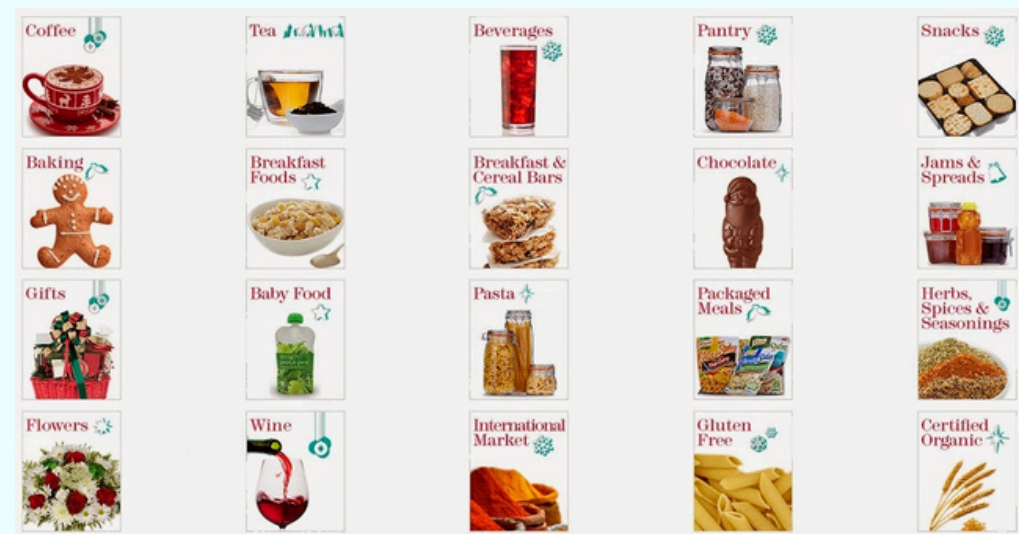 Coffee
Tea
Beverages
Pantry
Snacks
Baking
Breakfast
Foods
Breakfast &
Cereal Bars
Chocolate
Jams &
Spreads
Gifts
Baby Food
Pasta
Packaged
Meals
Herbs,
Spices &
Seasonings
Flowers
Wine
International
Market
Gluten
Free
Certified
Organic